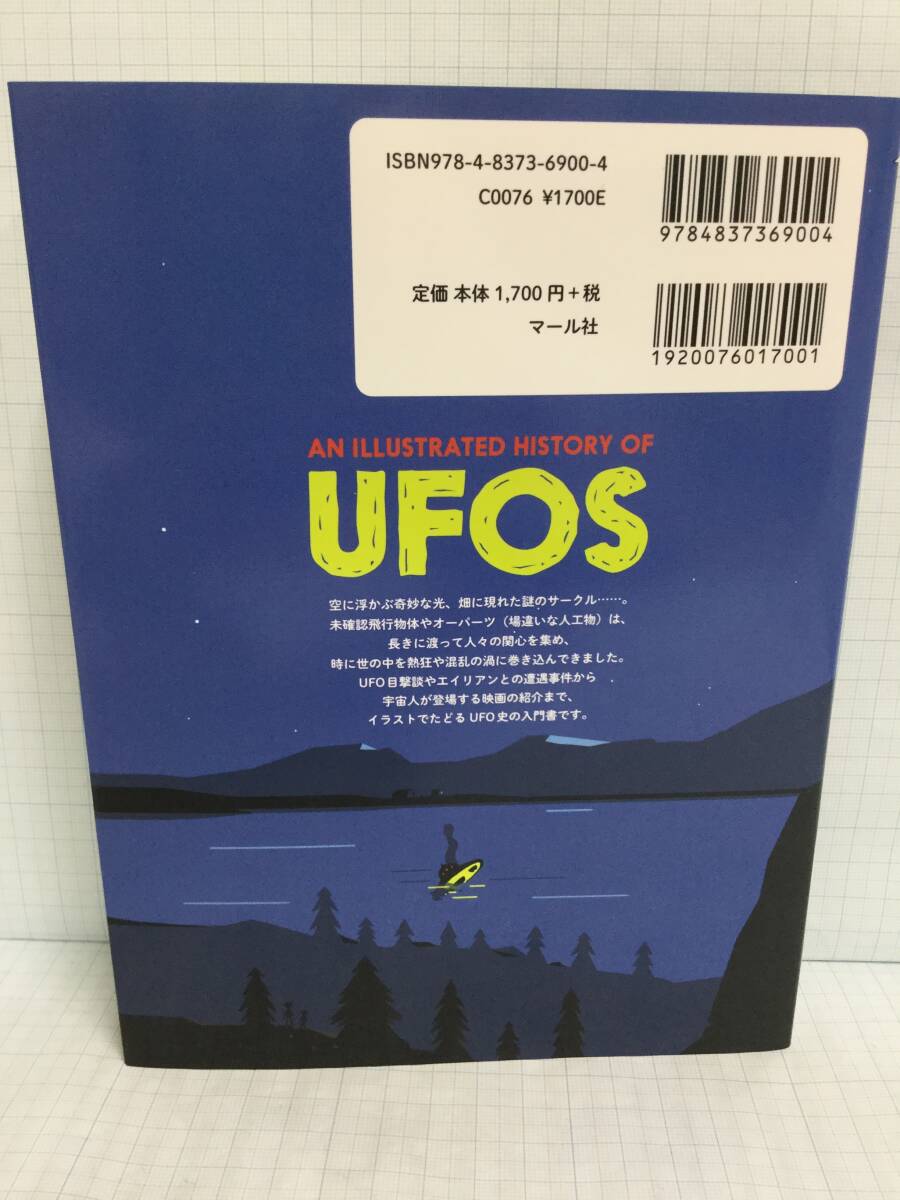 ISBN978-4-8373-6900-4
C0076 ¥1700E
9784837369004
定価 本体 1,700 円+税
マール社
1920076017001
AN ILLUSTRATED HISTORY OF
UFOS
空に浮かぶ奇妙な光、畑に現れた謎のサークル……。
未確認飛行物体やオーパーツ（場違いな人工物）は、
長きに渡って人々の関心を集め、
時に世の中を熱狂や混乱の渦に巻き込んできました。
UFO目撃談やエイリアンとの遭遇事件から
宇宙人が登場する映画の紹介まで、
イラストでたどるUFO史の入門書です。